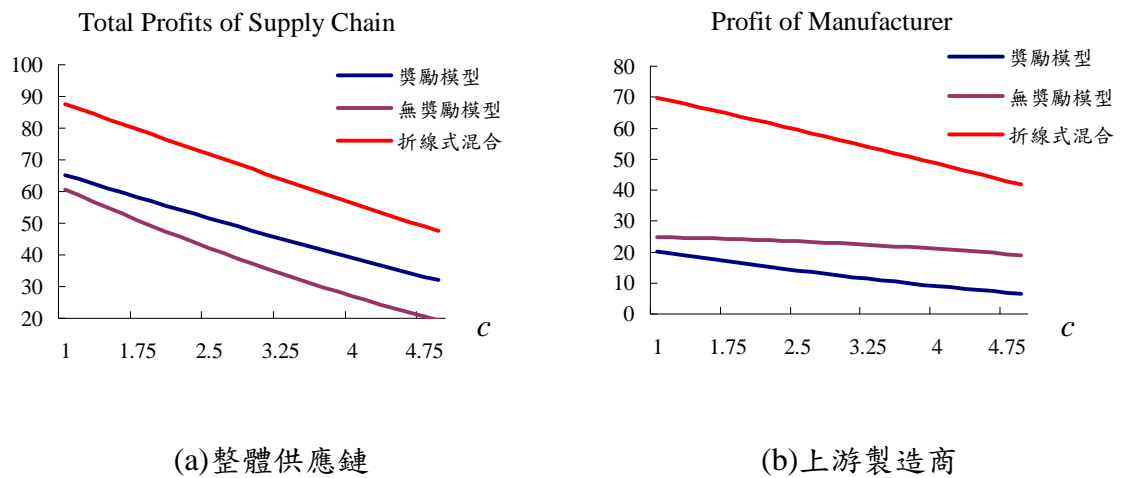 Total Profits of Supply Chain
100
90
80
70
60
50
40
30
20
1 1.75 2.5 3.25 4 4.75
c
獎勵模型
無獎勵模型
折線式混合
(a)整體供應鏈
Profit of Manufacturer
80
70
60
50
40
30
20
10
0
1 1.75 2.5 3.25 4 4.75
c
獎勵模型
無獎勵模型
折線式混合
(b)上游製造商